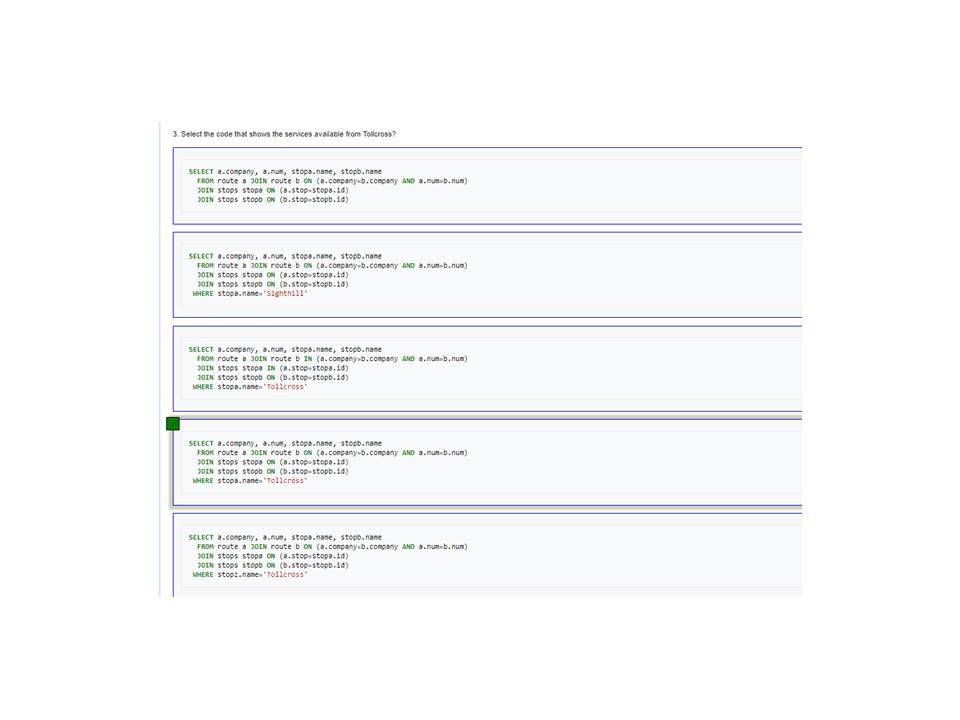 3. Select the code that shows the services available from Tollcross?
SELECT a.company, a.num, stopa.name, stopb.name
FROM route a JOIN route b ON (a.company=b.company AND a.num=b.num)
JOIN stops stopa ON (a.stop=stopa.id)
JOIN stops stopb ON (b.stop=stopb.id)
SELECT a.company, a.num, stopa.name, stopb.name
FROM route a JOIN route b ON (a.company=b.company AND a.num=b.num)
JOIN stops stopa ON (a.stop=stopa.id)
JOIN stops stopb ON (b.stop=stopb.id)
WHERE stopa.name='Sighthill'
SELECT a.company, a.num, stopa.name, stopb.name
FROM route a JOIN route b IN (a.company=b.company AND a.num=b.num)
JOIN stops stopa IN (a.stop=stopa.id)
JOIN stops stopb ON (b.stop=stopb.id)
WHERE stopa.name='Tollcross'
SELECT a.company, a.num, stopa.name, stopb.name
FROM route a JOIN route b ON (a.company=b.company AND a.num=b.num)
JOIN stops stopa ON (a.stop=stopa.id)
JOIN stops stopb ON (b.stop=stopb.id)
WHERE stopa.name='Tollcross'
SELECT a.company, a.num, stopa.name, stopb.name
FROM route a JOIN route b ON (a.company=b.company AND a.num=b.num)
JOIN stops stopa ON (a.stop=stopa.id)
JOIN stops stopb ON (b.stop=stopb.id)
WHERE stopz.name='Tollcross'